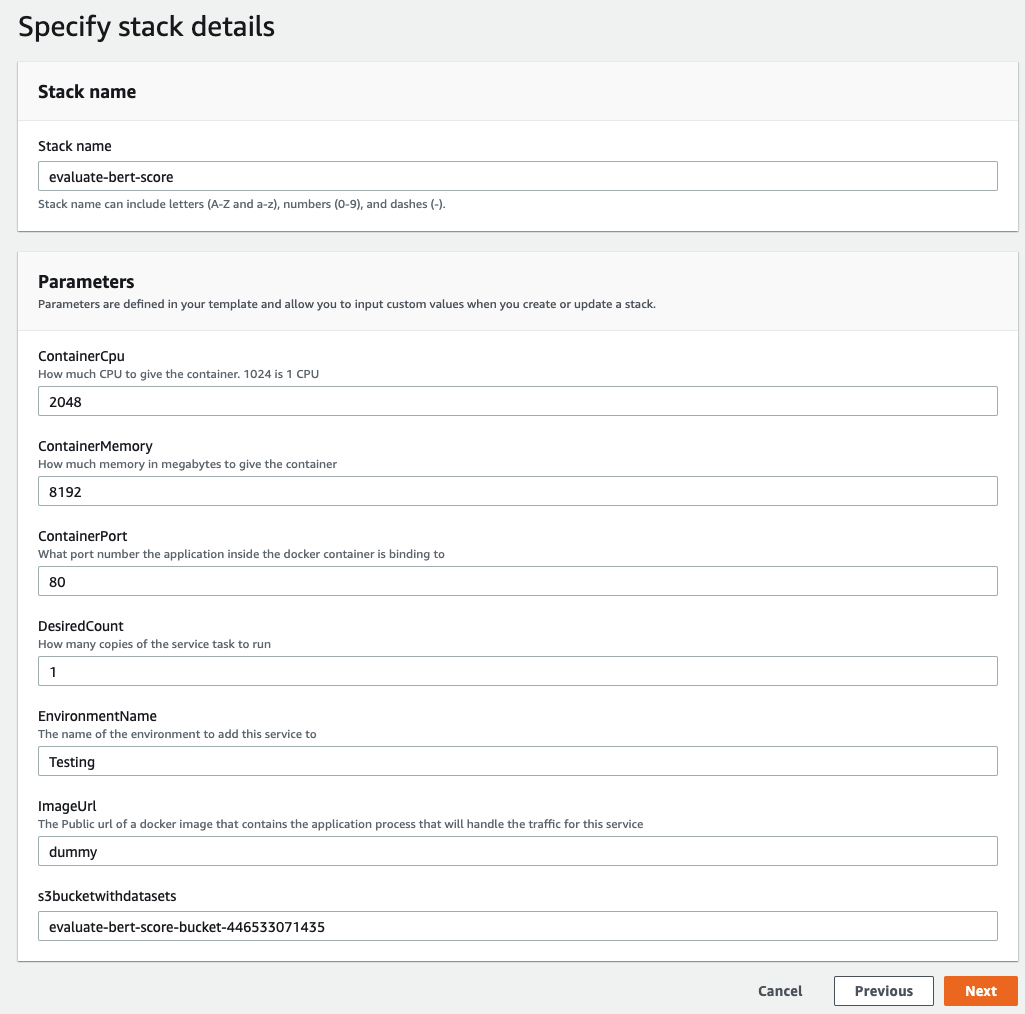 Specify stack details
Stack name
Stack name
evaluate-bert-score
Stack name can include letters (A-Z and a-z), numbers (0-9), and dashes (-).
Parameters
Parameters are defined in your template and allow you to input custom values when you create or update a stack.
ContainerCpu
How much CPU to give the container. 1024 is 1 CPU
2048
ContainerMemory
How much memory in megabytes to give the container
8192
ContainerPort
What port number the application inside the docker container is binding to
80
DesiredCount
How many copies of the service task to run
1
EnvironmentName
The name of the environment to add this service to
Testing
ImageUrl
The Public url of a docker image that contains the application process that will handle the traffic for this service
dummy
s3bucketwithdatasets
evaluate-bert-score-bucket-446533071435
Cancel Previous Next